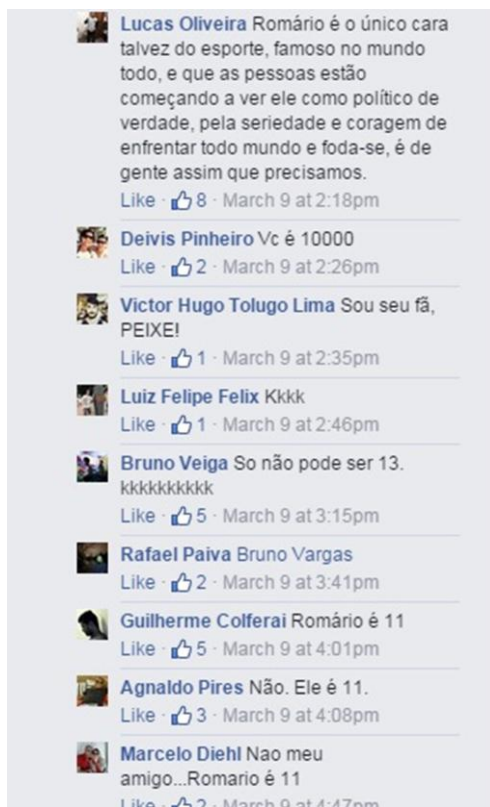 Lucas Oliveira Romário é o único cara
talvez do esporte, famoso no mundo
todo, e que as pessoas estão
começando a ver ele como político de
verdade, pela seriedade e coragem de
enfrentar todo mundo e foda-se, é de
gente assim que precisamos.
Like · 8 · March 9 at 2:18pm
Deivis Pinheiro Vc é 10000
Like · 2 · March 9 at 2:26pm
Victor Hugo Tolugo Lima Sou seu fã,
PEIXE!
Like · 1 · March 9 at 2:35pm
Luiz Felipe Felix Kkkk
Like · 1 · March 9 at 2:46pm
Bruno Veiga So não pode ser 13.
kkkkkkkkkk
Like · 5 · March 9 at 3:15pm
Rafael Paiva Bruno Vargas
Like · 2 · March 9 at 3:41pm
Guilherme Colferai Romário é 11
Like · 5 · March 9 at 4:01pm
Agnaldo Pires Não. Ele é 11.
Like · 3 · March 9 at 4:08pm
Marcelo Diehl Nao meu
amigo...Romario é 11
Like · 2 · March 9 at 4:47pm